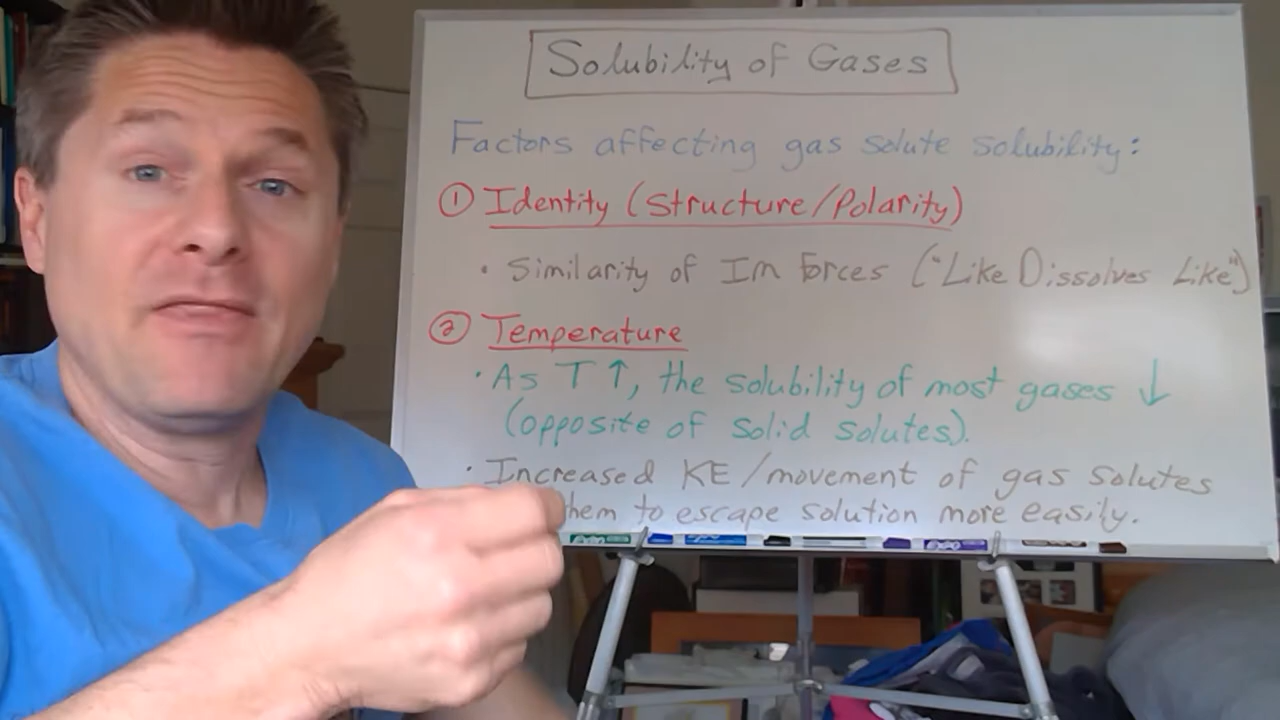 Solubility of Gases
Factors affecting gas solute solubility:
① Identity (Structure/Polarity)
• Similarity of IM Forces ("Like Dissolves Like")
② Temperature
• As T ↑, the solubility of most gases ↓
(opposite of solid solutes).
• Increased KE/movement of gas solutes
them to escape solution more easily.